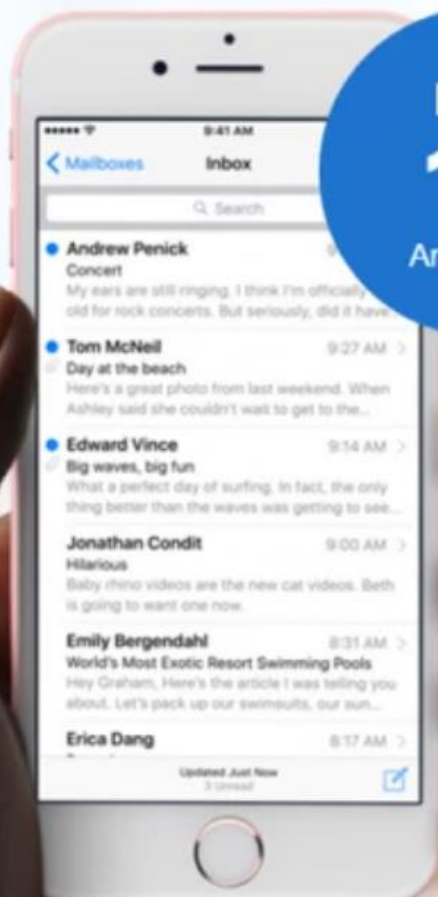 9:41 AM
Mailboxes
Inbox
Search
Andrew Penick
Concert
My ears are still ringing. I think I'm officially
old for rock concerts. But seriously, did it have...
Tom McNeil
9:27 AM
Day at the beach
Here's a great photo from last weekend. When
Ashley said she couldn't wait to get to the...
Edward Vince
9:14 AM
Big waves, big fun
What a perfect day of surfing. In fact, the only
thing better than the waves was getting to see...
Jonathan Condit
9:00 AM
Hilarious
Baby rhino videos are the new cat videos. Beth
is going to want one now.
Emily Bergendahl
8:31 AM
World's Most Exotic Resort Swimming Pools
Hey Graham, Here's the article I was telling you
about. Let's pack up our swimsuits, our sun...
Erica Dang
8:17 AM
Updated Just Now
3 Unread